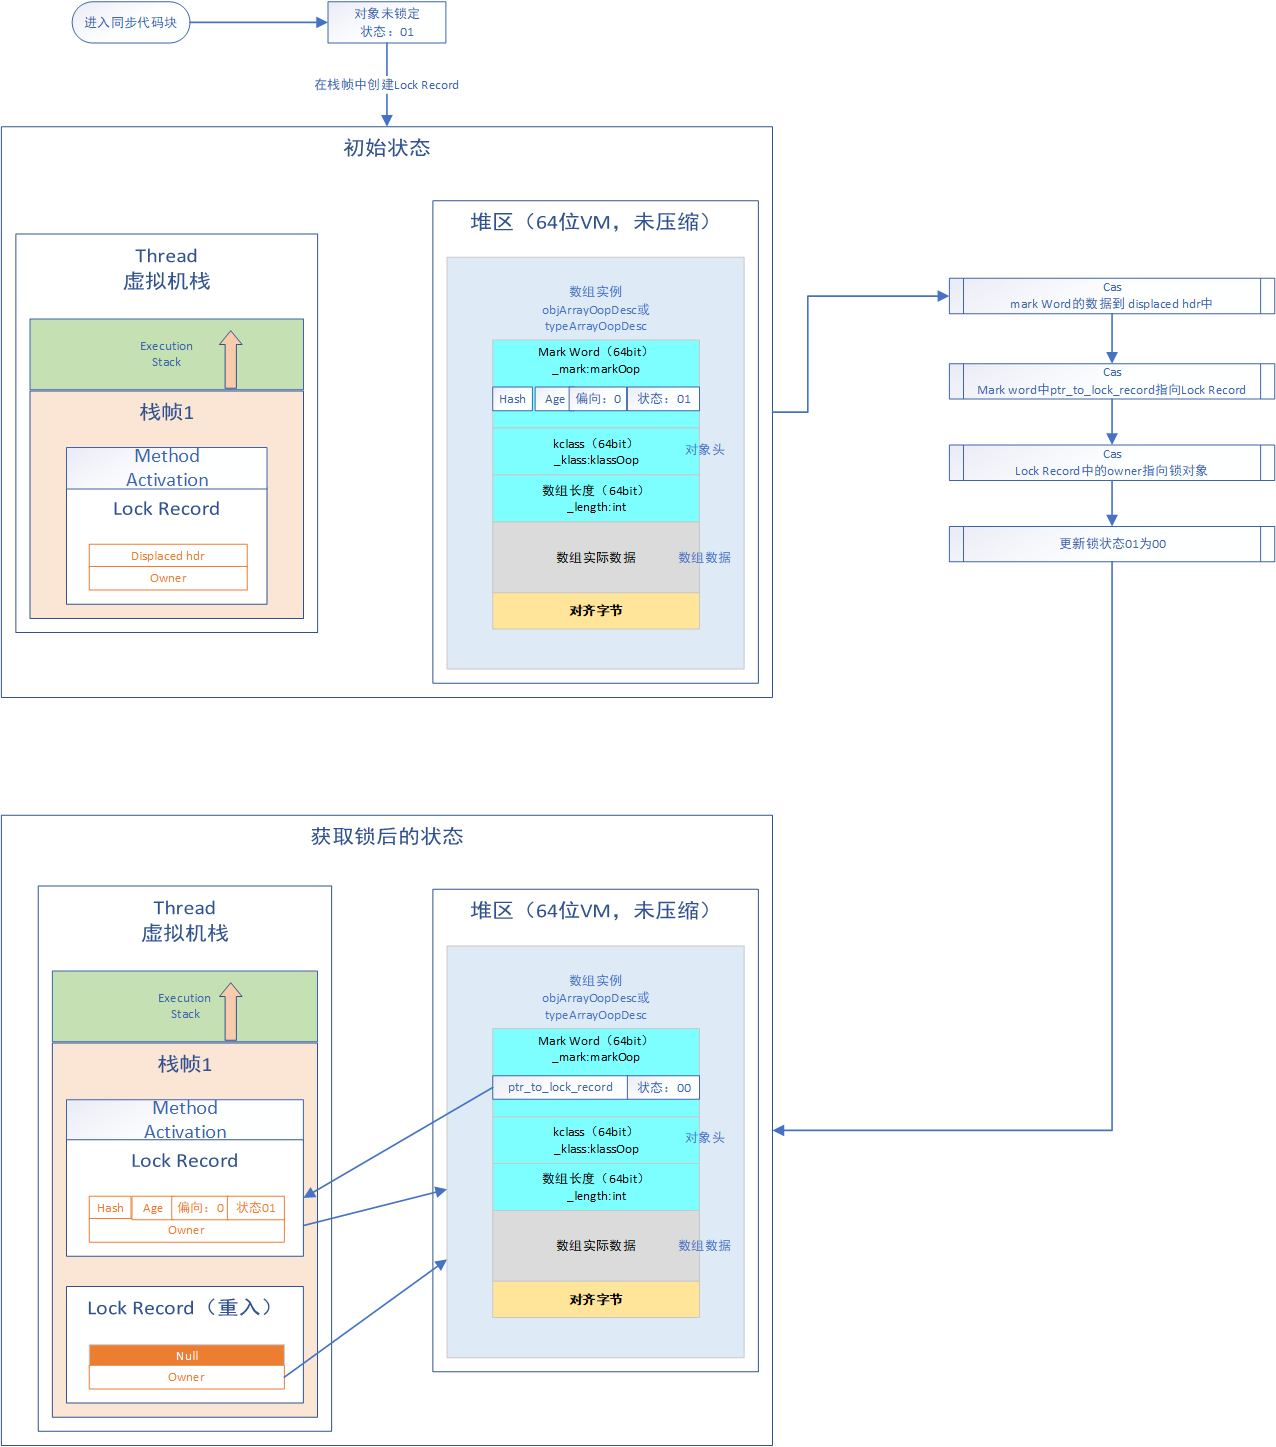 进入同步代码块
对象未锁定
状态：01
在栈帧中创建Lock Record
初始状态
Thread
虚拟机栈
Execution
Stack
栈帧1
Method
Activation
Lock Record
Displaced hdr
Owner
堆区（64位VM，未压缩）
数组实例
objArrayOopDesc或
typeArrayOopDesc
Mark Word（64bit）
_mark:markOop
Hash
Age
偏向：0
状态：01
kclass（64bit）
_klass:klassOop
对象头
数组长度（64bit）
_length:int
数组实际数据
数组数据
对齐字节
Cas
mark Word的数据到 displaced hdr中
Cas
Mark word中ptr_to_lock_record指向Lock Record
Cas
Lock Record中的owner指向锁对象
更新锁状态01为00
获取锁后的状态
Thread
虚拟机栈
Execution
Stack
栈帧1
Method
Activation
Lock Record
Hash
Age
偏向：0
状态01
Owner
Lock Record（重入）
Null
Owner
堆区（64位VM，未压缩）
数组实例
objArrayOopDesc或
typeArrayOopDesc
Mark Word（64bit）
_mark:markOop
ptr_to_lock_record
状态：00
kclass（64bit）
_klass:klassOop
对象头
数组长度（64bit）
_length:int
数组实际数据
数组数据
对齐字节